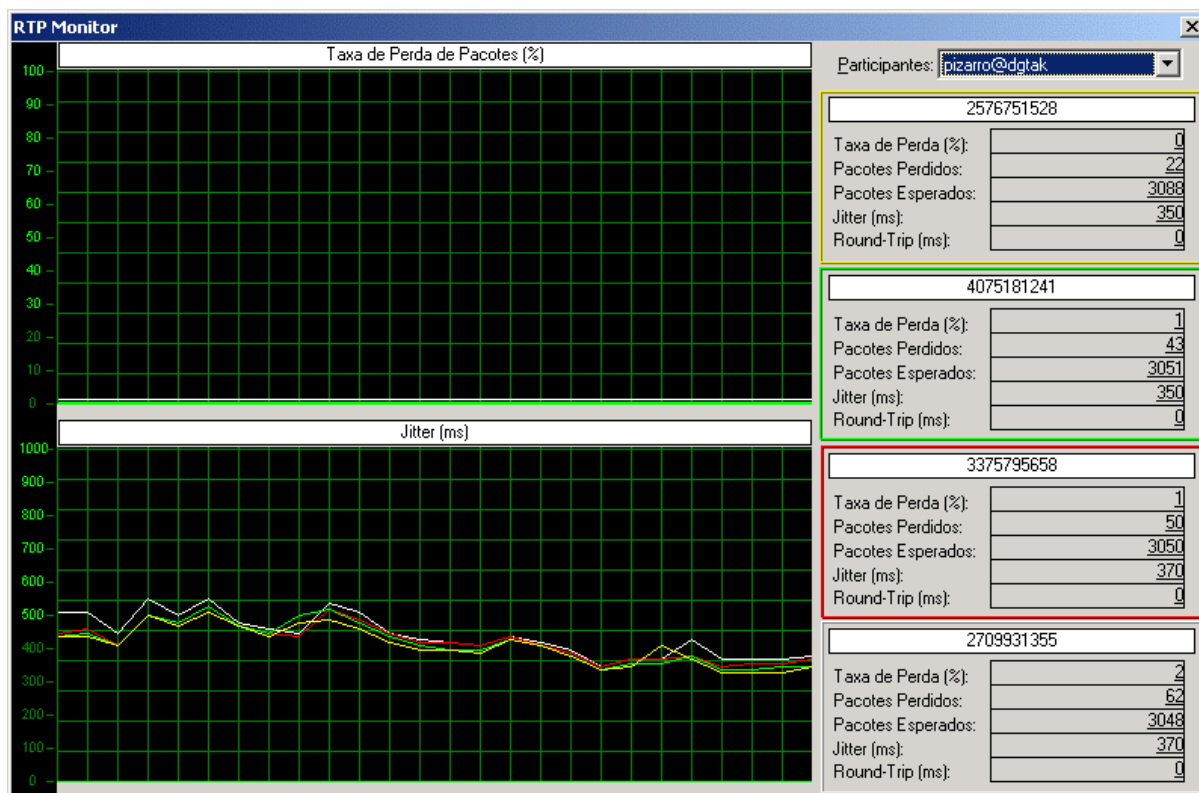 RTP Monitor
Taxa de Perda de Pacotes (%)
100
90
80
70
60
50
40
30
20
10
0
Jitter (ms)
1000
900
800
700
600
500
400
300
200
100
0
Participantes: pizarro@dgtak
2576751528
Taxa de Perda (%): 0
Pacotes Perdidos: 22
Pacotes Esperados: 3088
Jitter (ms): 350
Round-Trip (ms): 0
4075181241
Taxa de Perda (%): 1
Pacotes Perdidos: 43
Pacotes Esperados: 3051
Jitter (ms): 350
Round-Trip (ms): 0
3375795658
Taxa de Perda (%): 1
Pacotes Perdidos: 50
Pacotes Esperados: 3050
Jitter (ms): 370
Round-Trip (ms): 0
2709931355
Taxa de Perda (%): 2
Pacotes Perdidos: 62
Pacotes Esperados: 3048
Jitter (ms): 370
Round-Trip (ms): 0